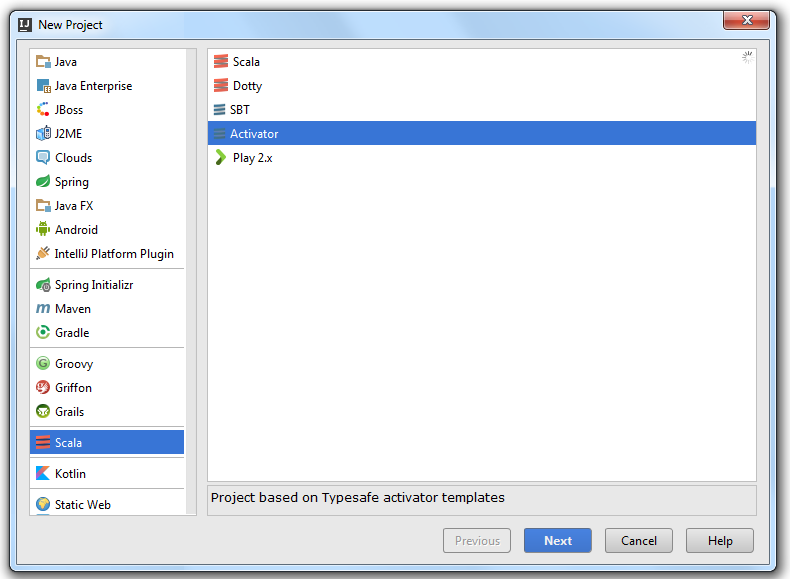 New Project
Java
Java Enterprise
JBoss
J2ME
Clouds
Spring
Java FX
Android
IntelliJ Platform Plugin
Spring Initializr
Maven
Gradle
Groovy
Griffon
Grails
Scala
Kotlin
Static Web
Scala
Dotty
SBT
Activator
Play 2.x
Project based on Typesafe activator templates
Previous
Next
Cancel
Help